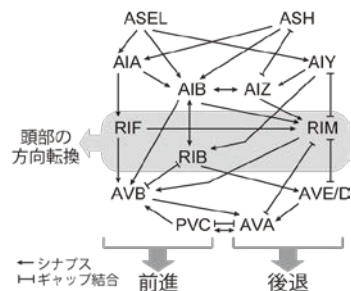 ASEL ASH
AIA AIY
AIB AIZ
頭部の
方向転換
RIF RIM
RIB
AVB AVE/D
PVC AVA
シナプス
ギャップ結合
前進 後退